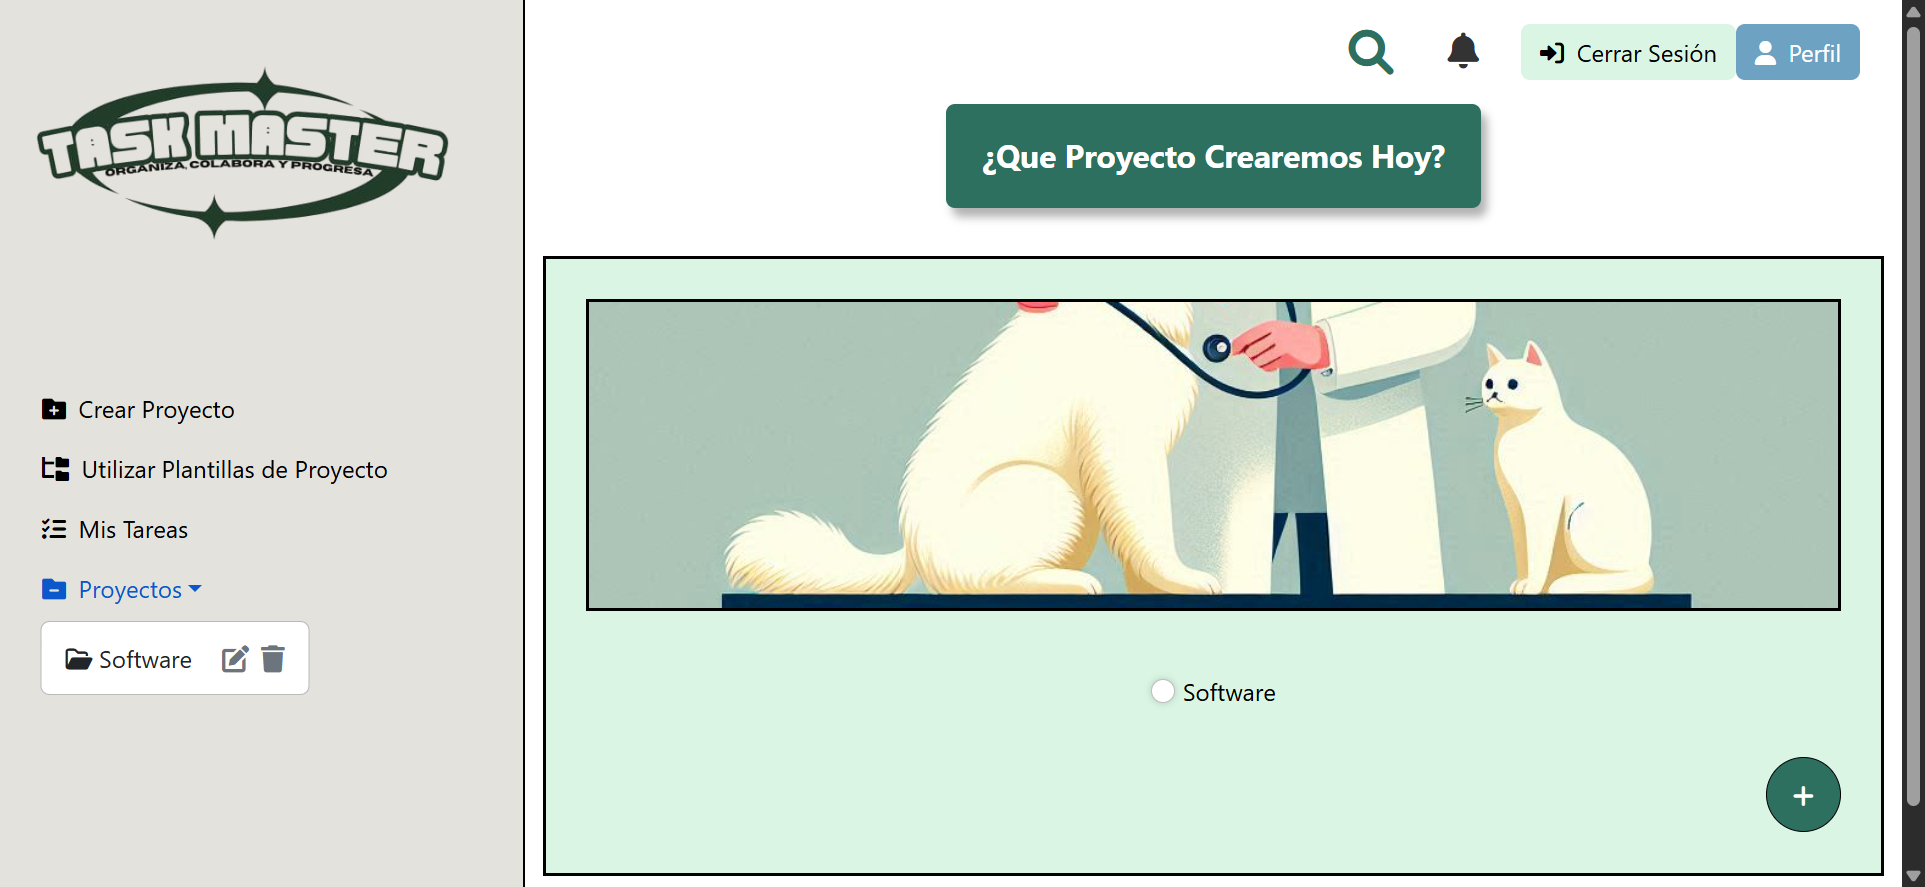 TASK MASTER
ORGANIZA, COLABORA Y PROGRESA
Crear Proyecto
Utilizar Plantillas de Proyecto
Mis Tareas
Proyectos
Software
Cerrar Sesión
Perfil
¿Que Proyecto Crearemos Hoy?
Software